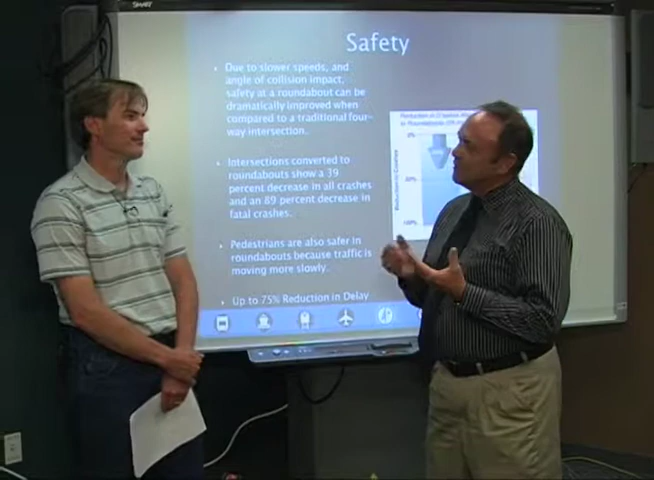 SMART
Safety
• Due to slower speeds, and
angle of collision impact,
safety at a roundabout can be
dramatically improved when
compared to a traditional four-
way intersection.
• Intersections converted to
roundabouts show a 39
percent decrease in all crashes
and an 89 percent decrease in
fatal crashes.
• Pedestrians are also safer in
roundabouts because traffic is
moving more slowly.
• Up to 75% Reduction in Delay